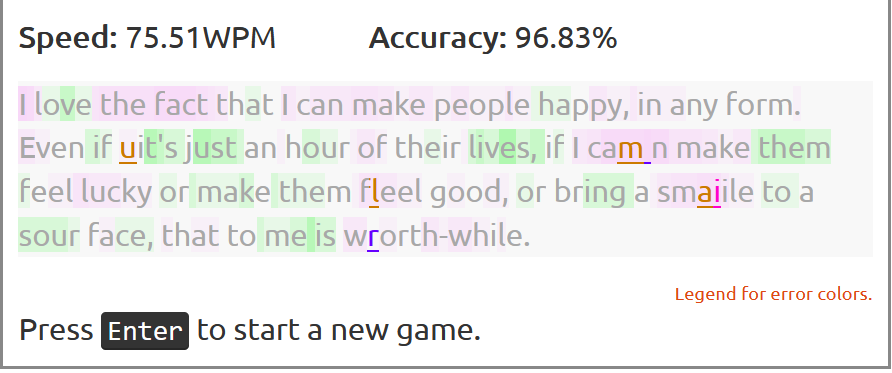 Speed: 75.51WPM Accuracy: 96.83%
I love the fact that I can make people happy, in any form.
Even if uit's just an hour of their lives, if I cam n make them
feel lucky or make them fleel good, or bring a smaiile to a
sour face, that to me is wrorth-while.
Legend for error colors.
Press Enter to start a new game.